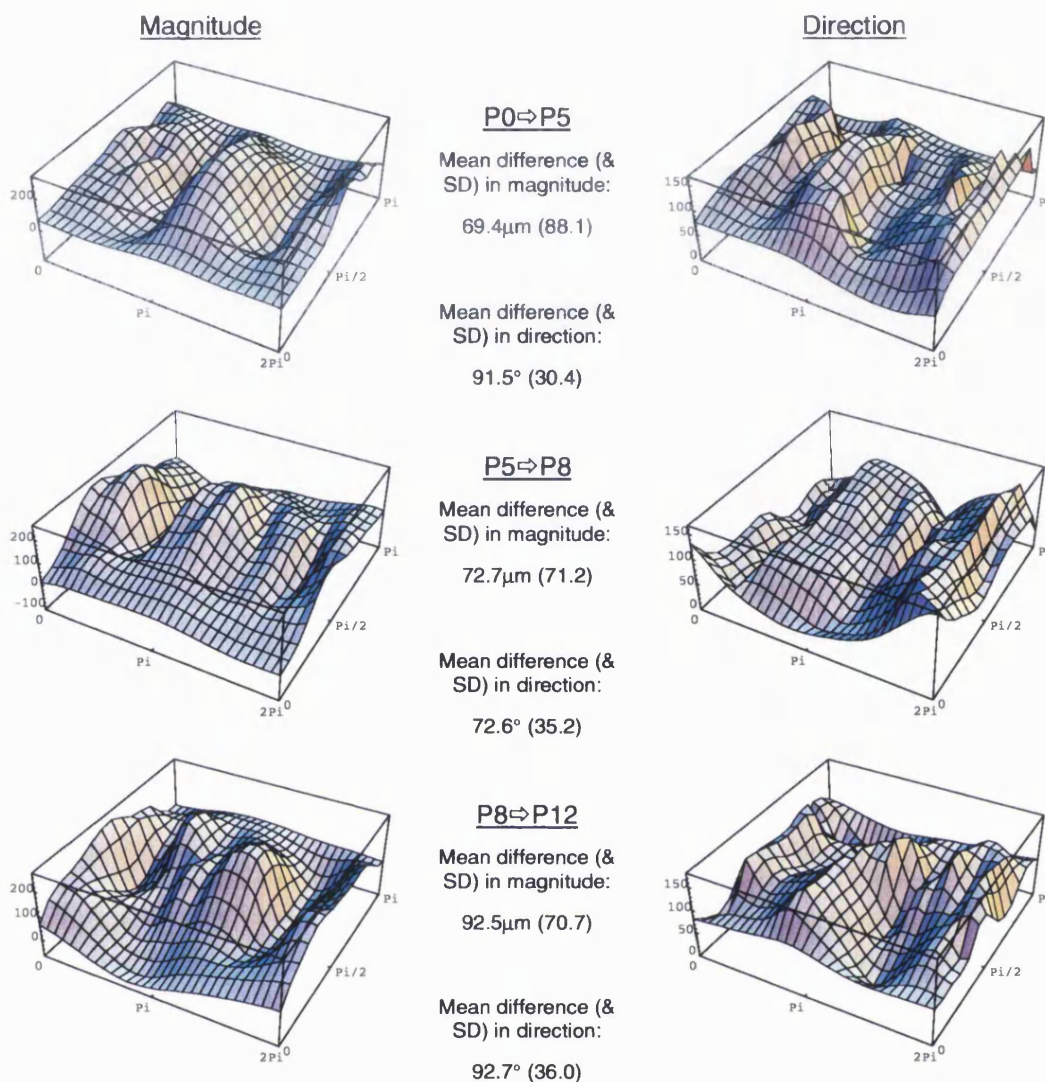 Magnitude
Direction
P0⇨P5
Mean difference (&
SD) in magnitude:
69.4µm (88.1)
Mean difference (&
SD) in direction:
91.5° (30.4)
200
0
0
Pi
2Pi
0
Pi/2
Pi
150
100
50
0
0
Pi
2Pi
0
Pi/2
P
P5⇨P8
Mean difference (&
SD) in magnitude:
72.7µm (71.2)
Mean difference (&
SD) in direction:
72.6° (35.2)
200
100
0
-100
0
Pi
2Pi
0
Pi/2
Pi
150
100
50
0
0
Pi
2Pi
0
Pi/2
P
P8⇨P12
Mean difference (&
SD) in magnitude:
92.5µm (70.7)
Mean difference (&
SD) in direction:
92.7° (36.0)
200
100
0
0
Pi
2Pi
0
Pi/2
Pi
150
100
50
0
0
Pi
2Pi
0
Pi/2
P